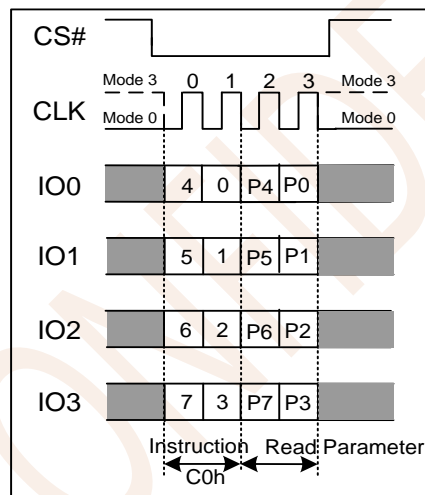 CS#
Mode 3 0 1 2 3 Mode 3
CLK
Mode 0 Mode 0
IO0 4 0 P4 P0
IO1 5 1 P5 P1
IO2 6 2 P6 P2
IO3 7 3 P7 P3
Instruction Read Parameter
C0h